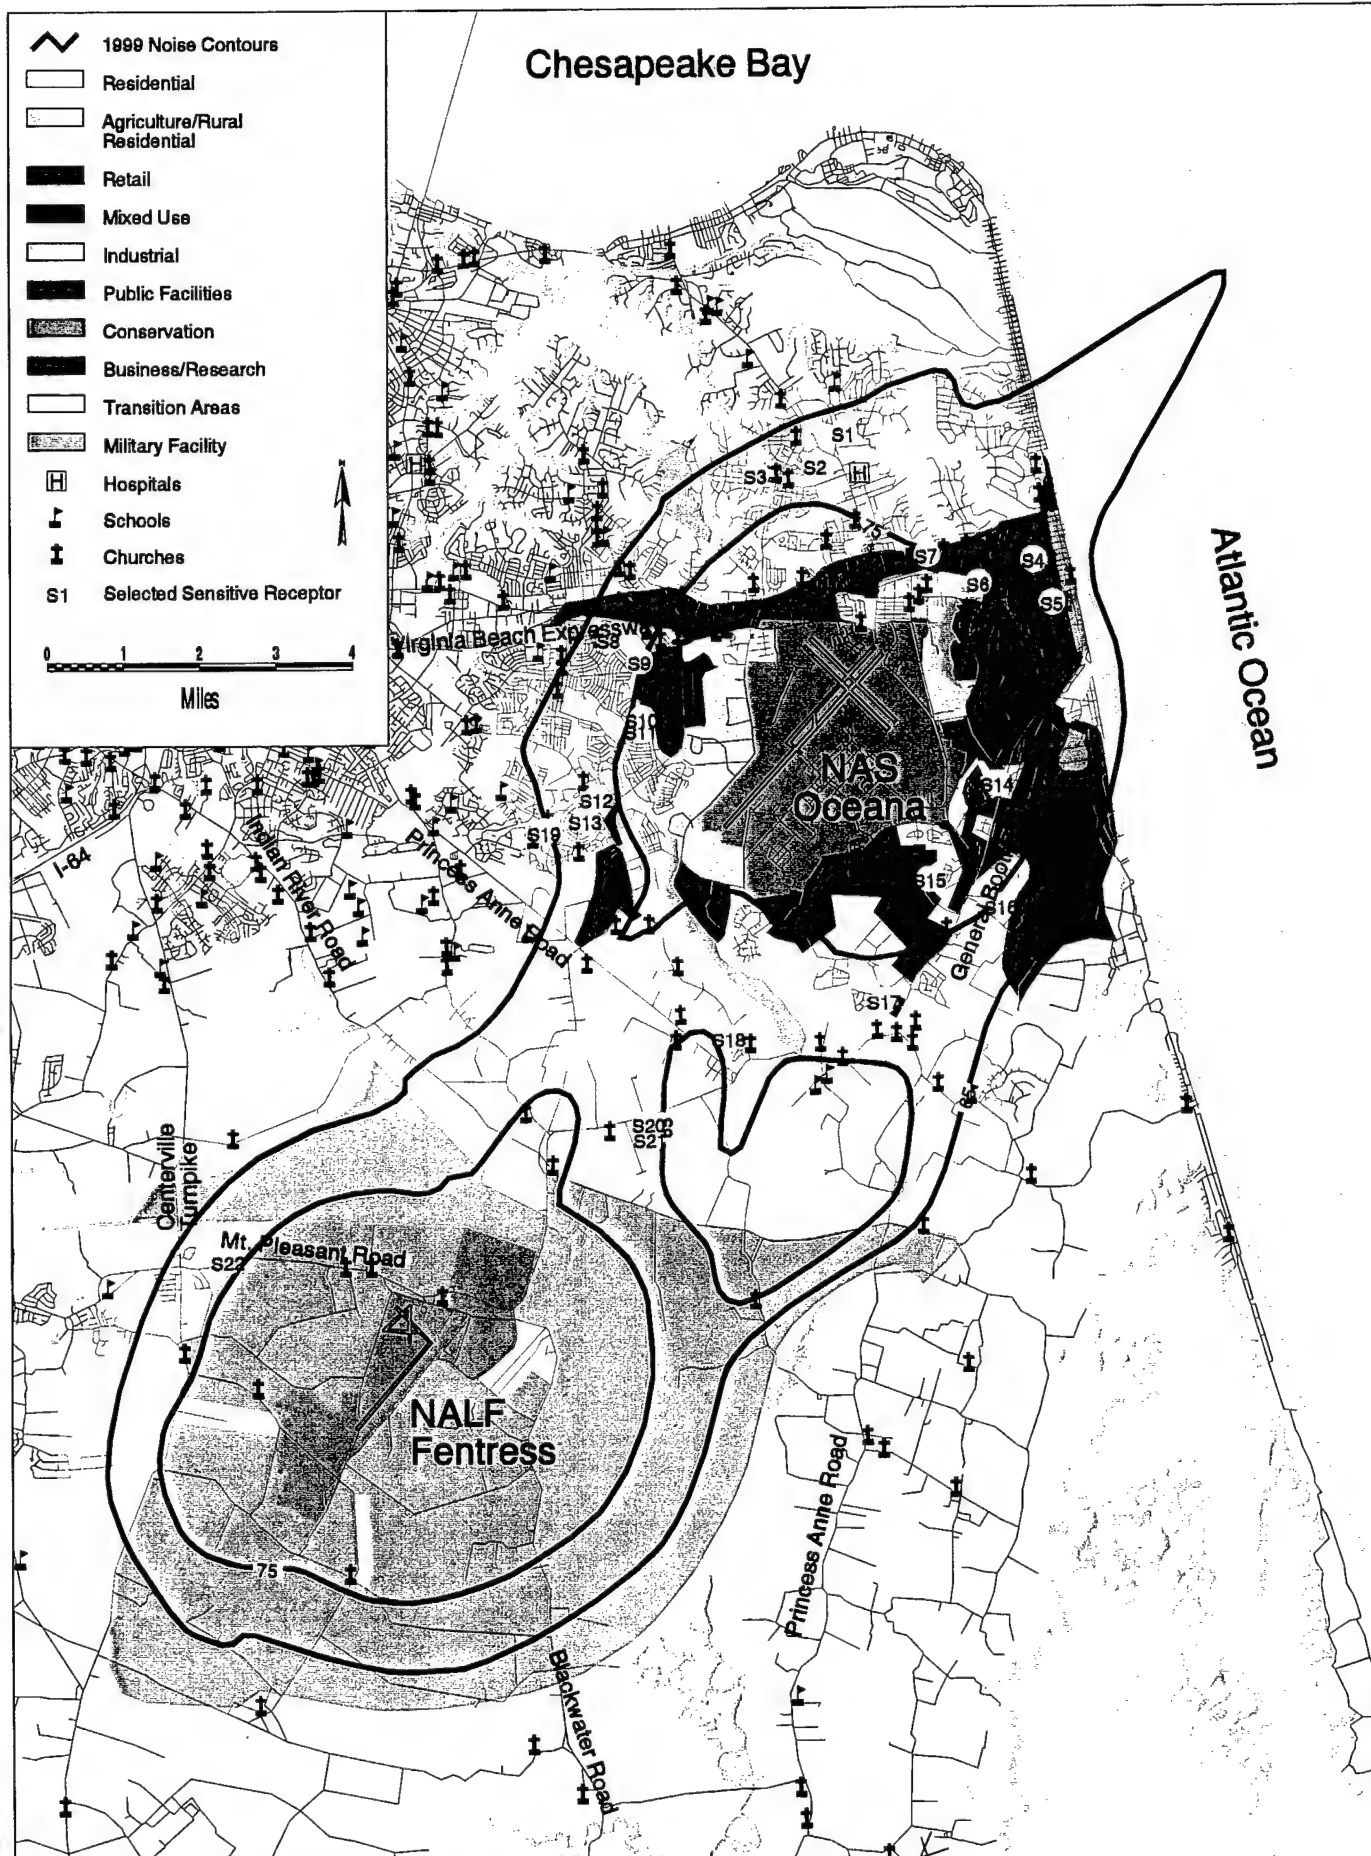 1999 Noise Contours
Residential
Agriculture/Rural
Residential
Retail
Mixed Use
Industrial
Public Facilities
Conservation
Business/Research
Transition Areas
Military Facility
H Hospitals
Schools
Churches
S1 Selected Sensitive Receptor
N
0 1 2 3 4
Miles
Chesapeake Bay
Atlantic Ocean
H
S1
S2
S3
H
75
S7
S4
S6
S5
Virginia Beach Expressway
S8
S9
S10
S11
NAS
Oceana
S14
S12
S13
S19
I-64
Indian River Road
Princess Anne Road
S15
S16
General Booth
S17
S18
65
S20
S21
Centerville
Turnpike
Mt. Pleasant Road
S22
NALF
Fentress
75
Princess Anne Road
Blackwater Road